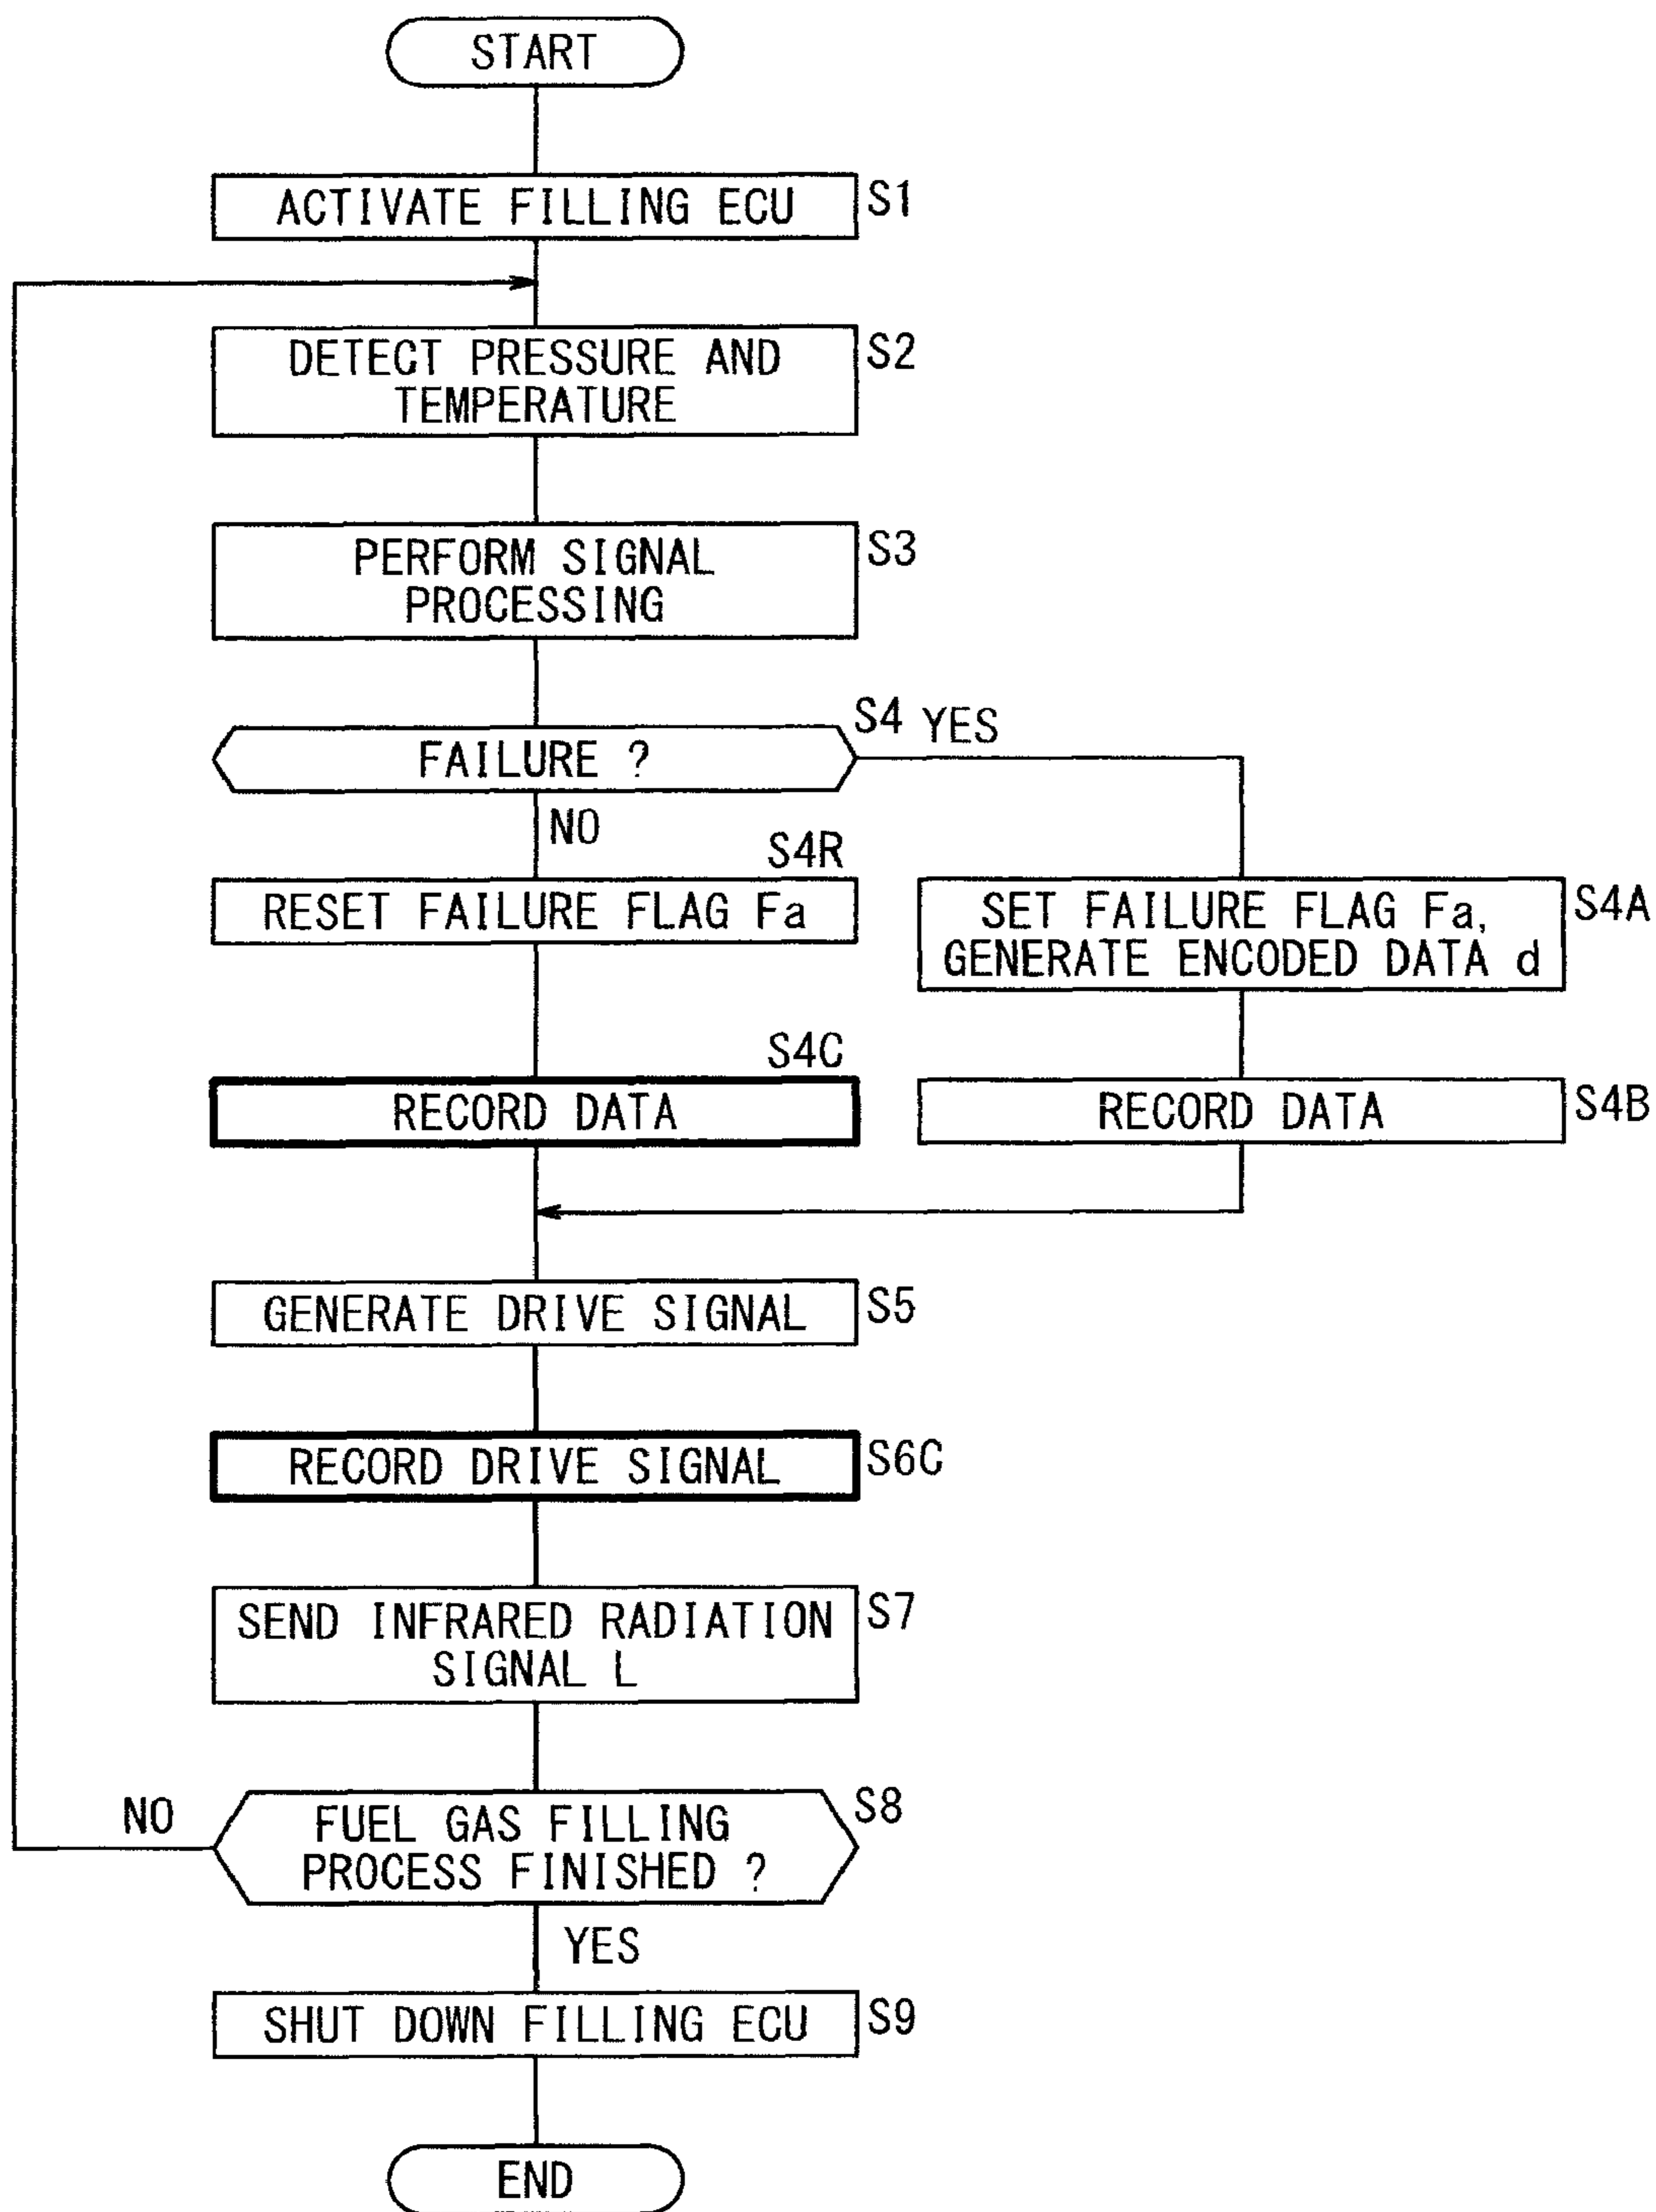 START
ACTIVATE FILLING ECU
S1
DETECT PRESSURE AND
TEMPERATURE
S2
PERFORM SIGNAL
PROCESSING
S3
FAILURE ?
S4
YES
NO
S4R
RESET FAILURE FLAG Fa
SET FAILURE FLAG Fa,
GENERATE ENCODED DATA d
S4A
S4C
RECORD DATA
RECORD DATA
S4B
GENERATE DRIVE SIGNAL
S5
RECORD DRIVE SIGNAL
S6C
SEND INFRARED RADIATION
SIGNAL L
S7
NO
FUEL GAS FILLING
PROCESS FINISHED ?
S8
YES
SHUT DOWN FILLING ECU
S9
END